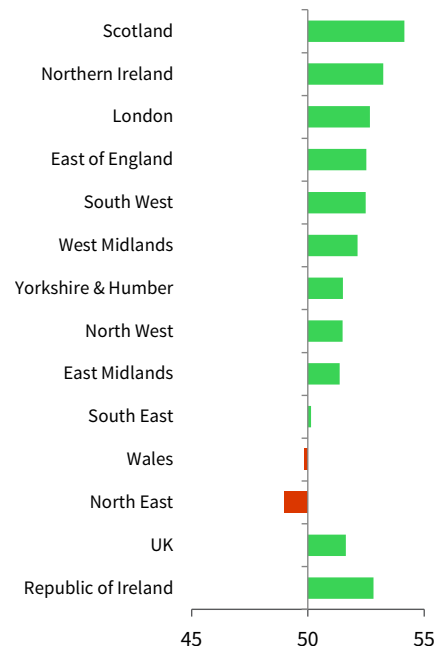 Scotland
Northern Ireland
London
East of England
South West
West Midlands
Yorkshire & Humber
North West
East Midlands
South East
Wales
North East
UK
Republic of Ireland
45 50 55